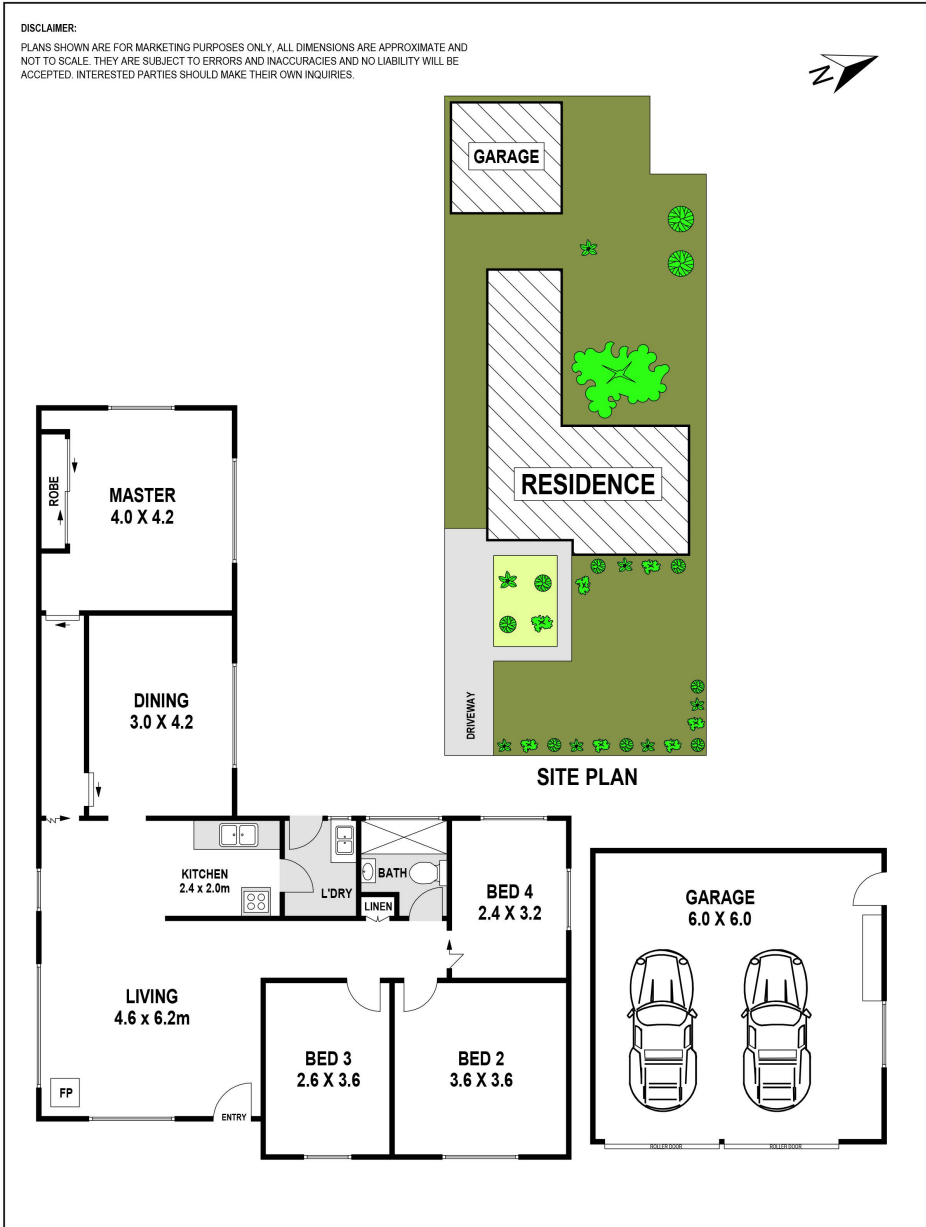 DISCLAIMER:
PLANS SHOWN ARE FOR MARKETING PURPOSES ONLY, ALL DIMENSIONS ARE APPROXIMATE AND
NOT TO SCALE. THEY ARE SUBJECT TO ERRORS AND INACCURACIES AND NO LIABILITY WILL BE
ACCEPTED. INTERESTED PARTIES SHOULD MAKE THEIR OWN INQUIRIES.
N
GARAGE
RESIDENCE
DRIVEWAY
SITE PLAN
ROBE
MASTER
4.0 X 4.2
DINING
3.0 X 4.2
KITCHEN
2.4 x 2.0m
L'DRY
BATH
LINEN
BED 4
2.4 X 3.2
LIVING
4.6 x 6.2m
FP
ENTRY
BED 3
2.6 X 3.6
BED 2
3.6 X 3.6
GARAGE
6.0 X 6.0
ROLLER DOOR
ROLLER DOOR